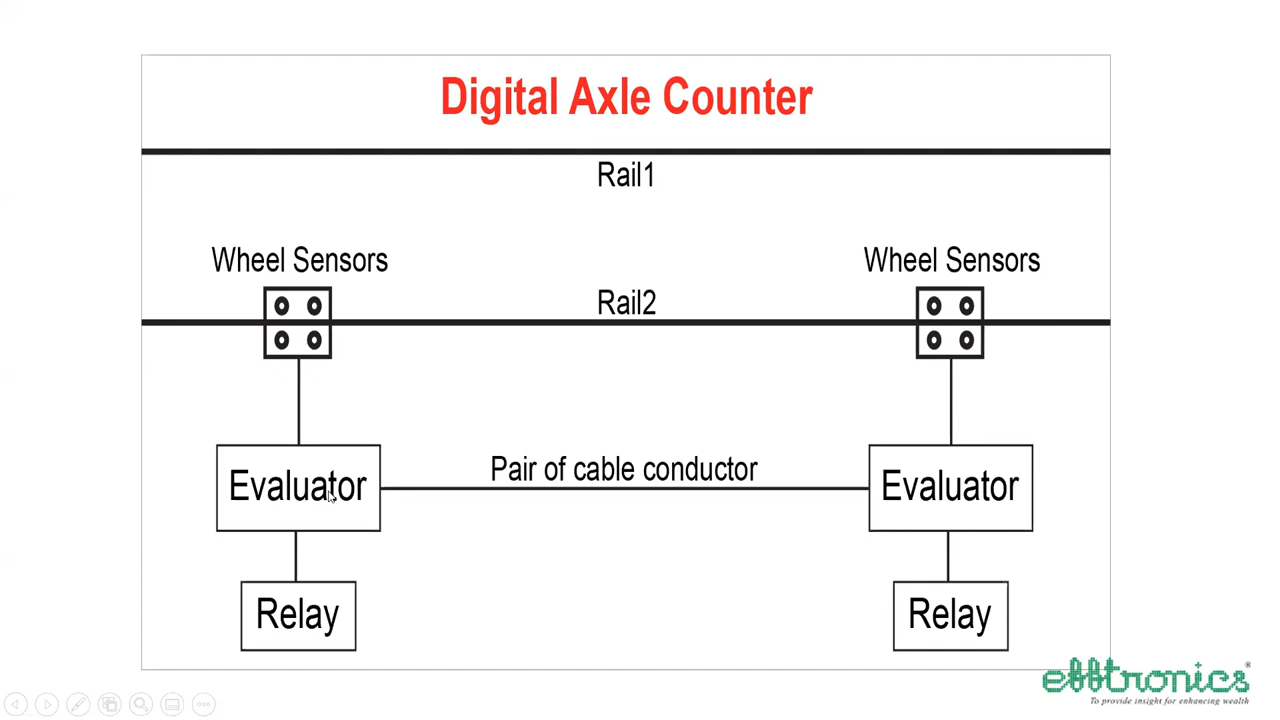 Digital Axle Counter
Rail1
Wheel Sensors
Wheel Sensors
Rail2
Pair of cable conductor
Evaluator
Evaluator
Relay
Relay
efftronics®
To provide insight for enhancing wealth